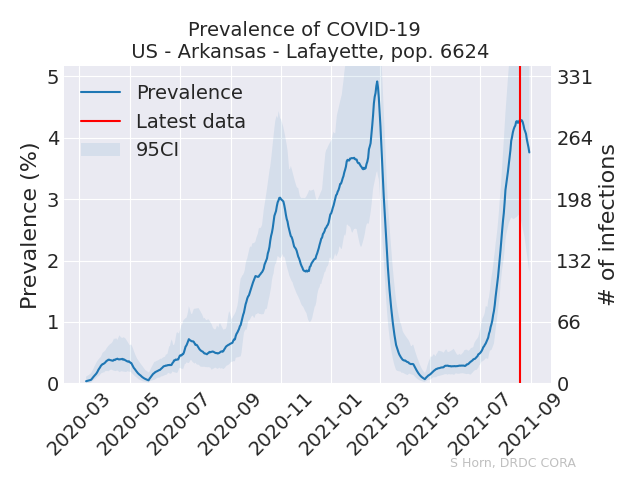 Prevalence of COVID-19
US - Arkansas - Lafayette, pop. 6624
Prevalence
Latest data
95CI
Prevalence (%)
5
4
3
2
1
0
331
264
198
132
66
0
# of infections
2020-03
2020-05
2020-07
2020-09
2020-11
2021-01
2021-03
2021-05
2021-07
2021-09
S Horn, DRDC CORA